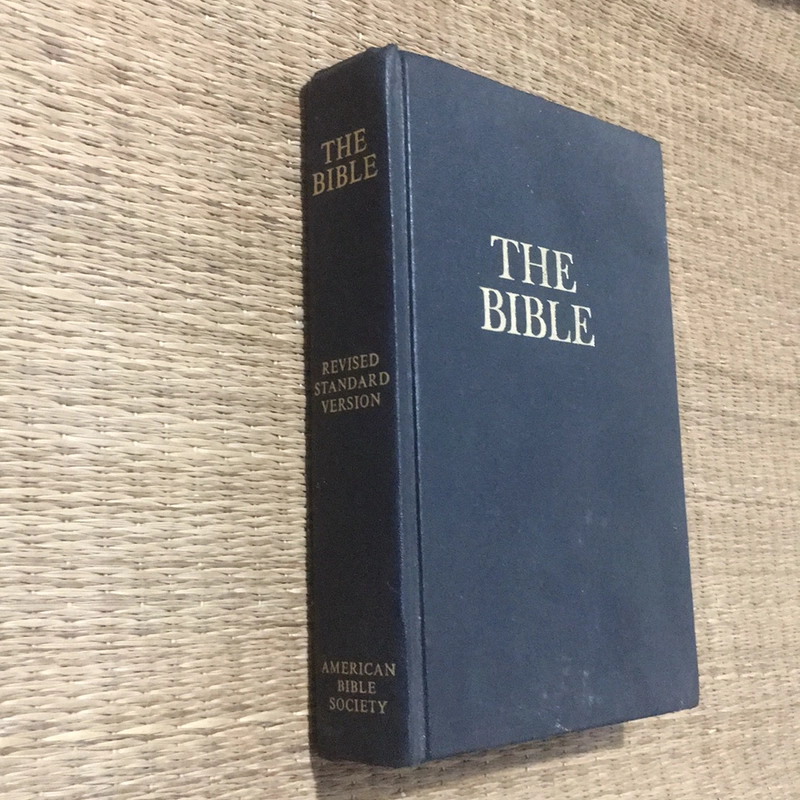 THE
BIBLE
REVISED
STANDARD
VERSION
AMERICAN
BIBLE
SOCIETY
THE
BIBLE